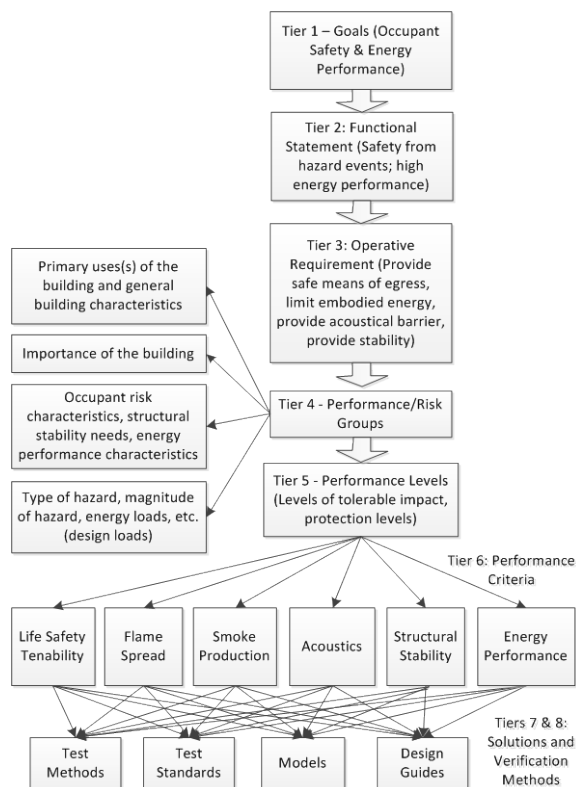 Tier 1 – Goals (Occupant
Safety & Energy
Performance)
Tier 2: Functional
Statement (Safety from
hazard events; high
energy performance)
Tier 3: Operative
Requirement (Provide
safe means of egress,
limit embodied energy,
provide acoustical barrier,
provide stability)
Primary uses(s) of the
building and general
building characteristics
Importance of the building
Occupant risk
characteristics, structural
stability needs, energy
performance characteristics
Type of hazard, magnitude
of hazard, energy loads, etc.
(design loads)
Tier 4 - Performance/Risk
Groups
Tier 5 - Performance Levels
(Levels of tolerable impact,
protection levels)
Tier 6: Performance
Criteria
Life Safety
Tenability
Flame
Spread
Smoke
Production
Acoustics
Structural
Stability
Energy
Performance
Tiers 7 & 8:
Solutions and
Verification
Methods
Test
Methods
Test
Standards
Models
Design
Guides